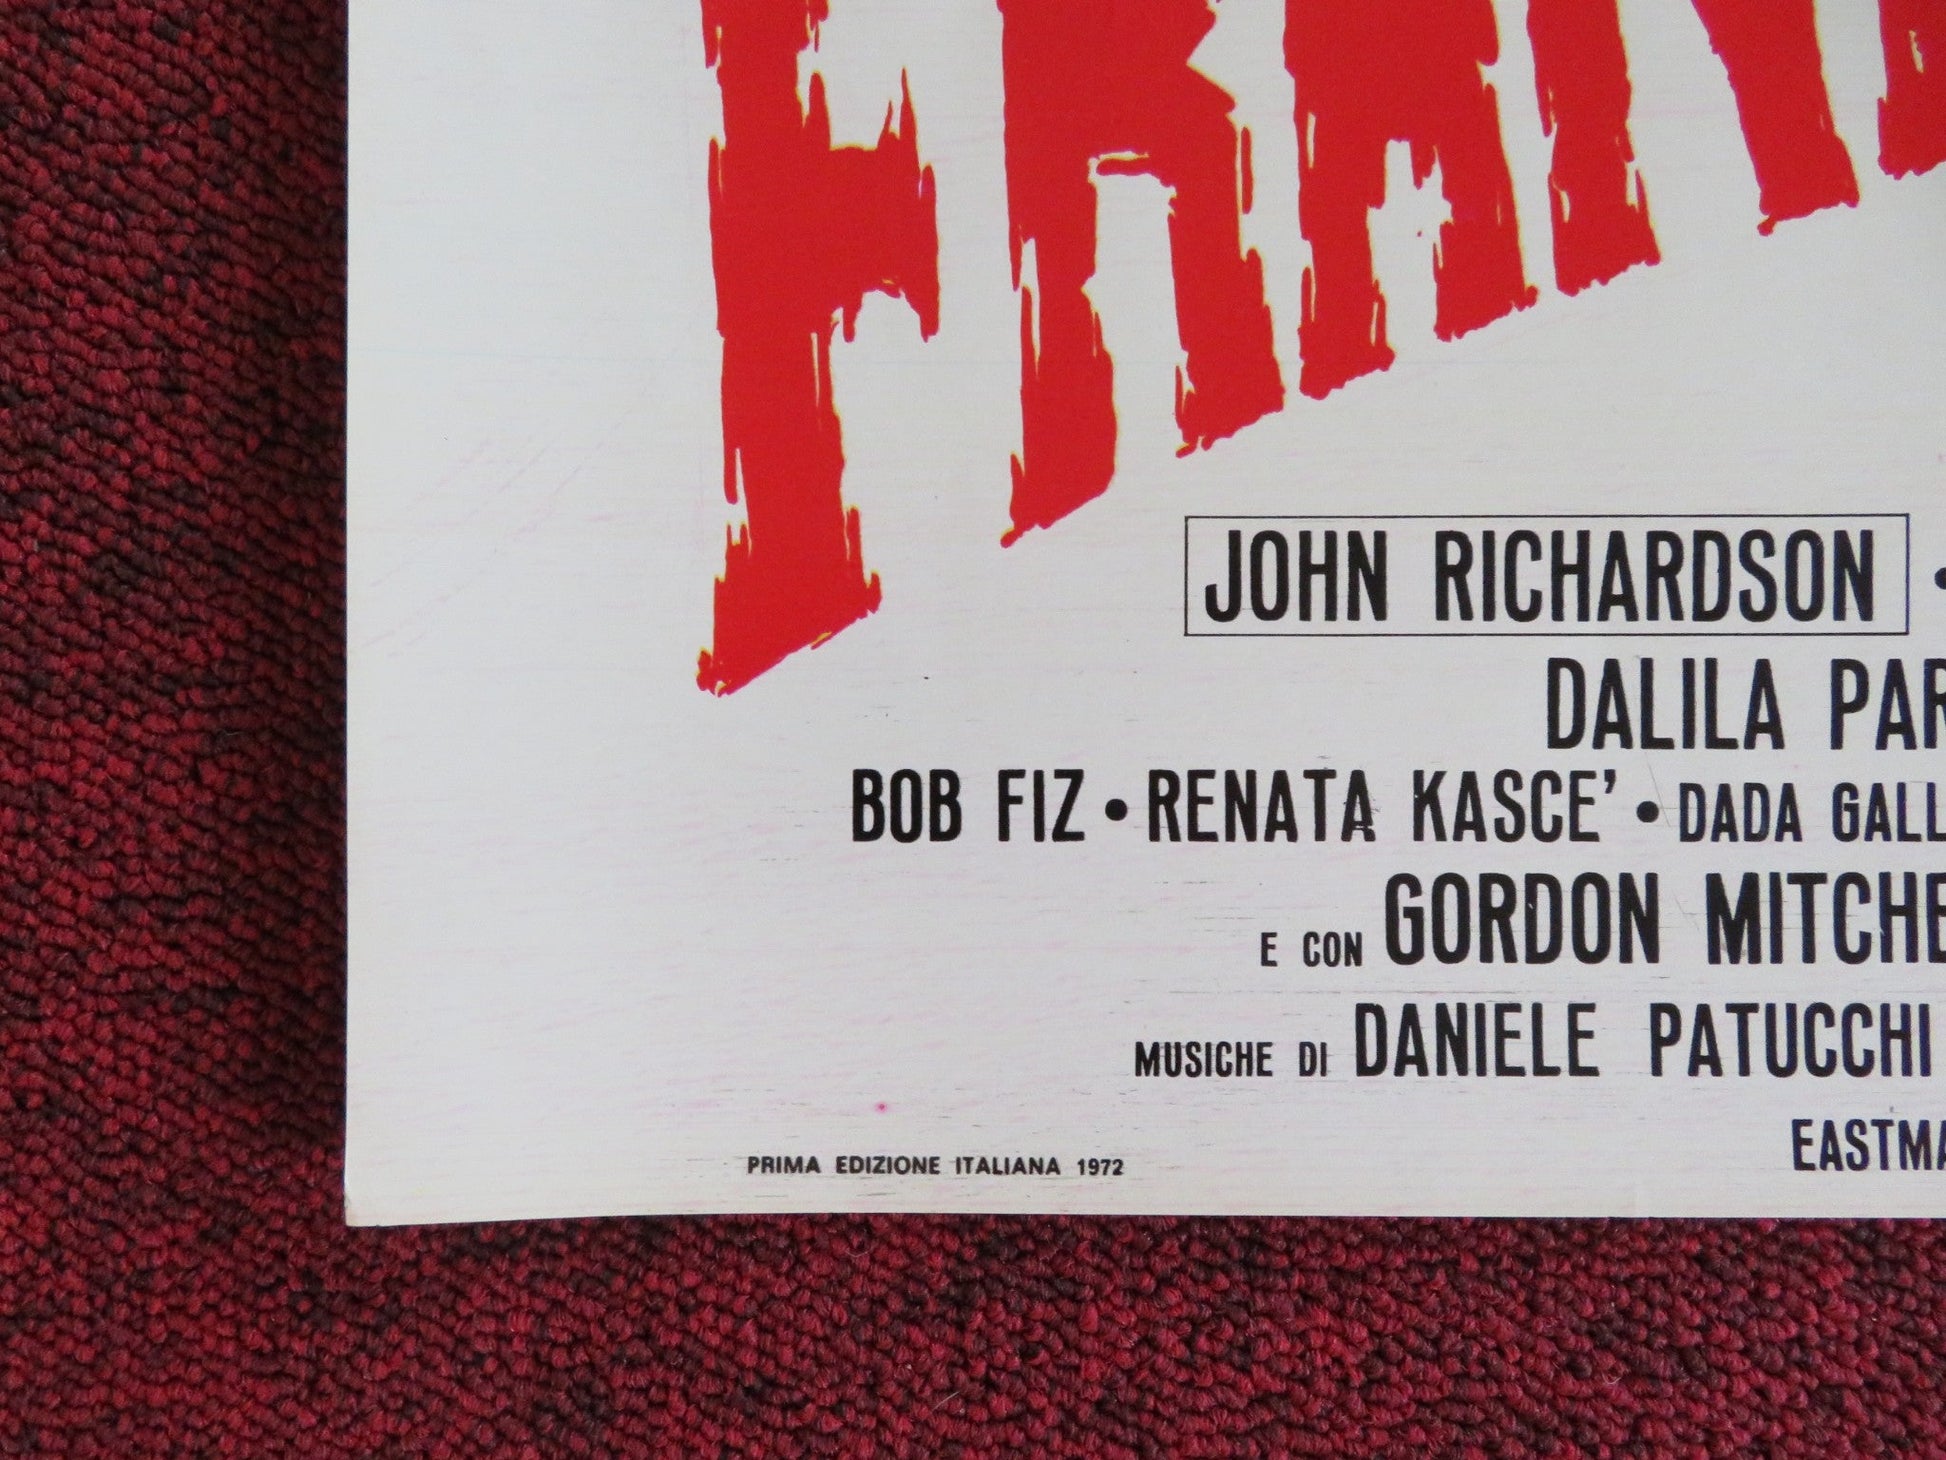 FRAN
JOHN RICHARDSON •
DALILA PAR
BOB FIZ • RENATA KASCE' • DADA GALL
E CON GORDON MITCHE
MUSICHE DI DANIELE PATUCCHI
EASTMA
PRIMA EDIZIONE ITALIANA 1972